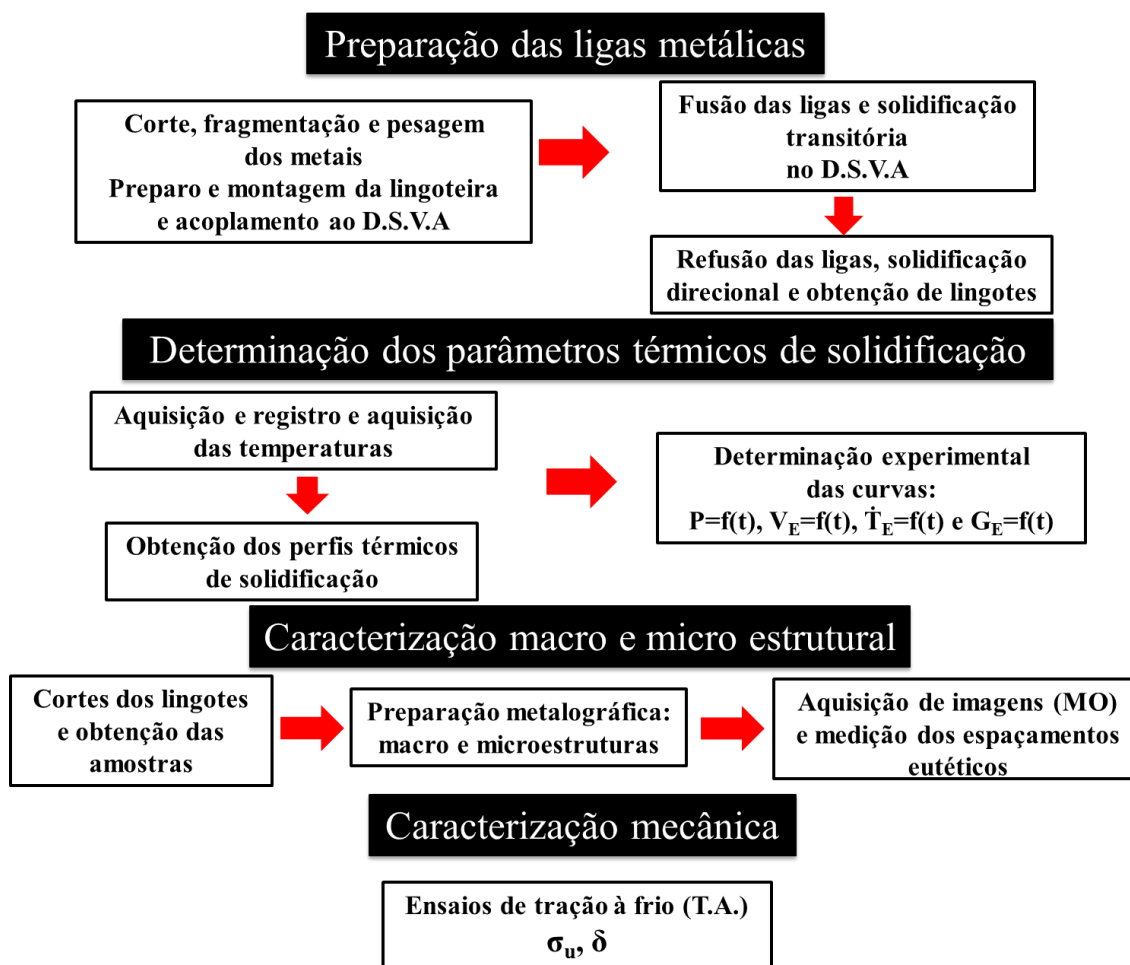 Preparação das ligas metálicas
Corte, fragmentação e pesagem
dos metais
Preparo e montagem da lingoteira
e acoplamento ao D.S.V.A
Fusão das ligas e solidificação
transitória
no D.S.V.A
Refusão das ligas, solidificação
direcional e obtenção de lingotes
Determinação dos parâmetros térmicos de solidificação
Aquisição e registro e aquisição
das temperaturas
Obtenção dos perfis térmicos
de solidificação
Determinação experimental
das curvas:
P=f(t), V_E=f(t), Ṫ_E=f(t) e G_E=f(t)
Caracterização macro e micro estrutural
Cortes dos lingotes
e obtenção das
amostras
Preparação metalográfica:
macro e microestruturas
Aquisição de imagens (MO)
e medição dos espaçamentos
eutéticos
Caracterização mecânica
Ensaios de tração à frio (T.A.)
σ_u, δ